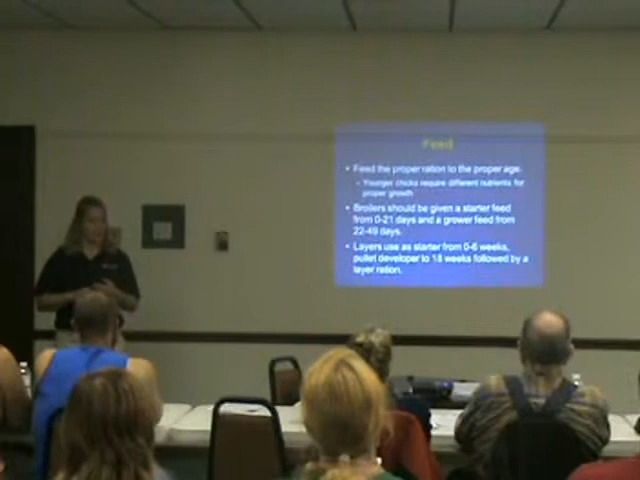 Feed
• Feed the proper ration to the proper age.
- Younger chicks require different nutrients for
proper growth
• Broilers should be given a starter feed
from 0-21 days and a grower feed from
22-49 days.
• Layers use as starter from 0-6 weeks,
pullet developer to 18 weeks followed by a
layer ration.